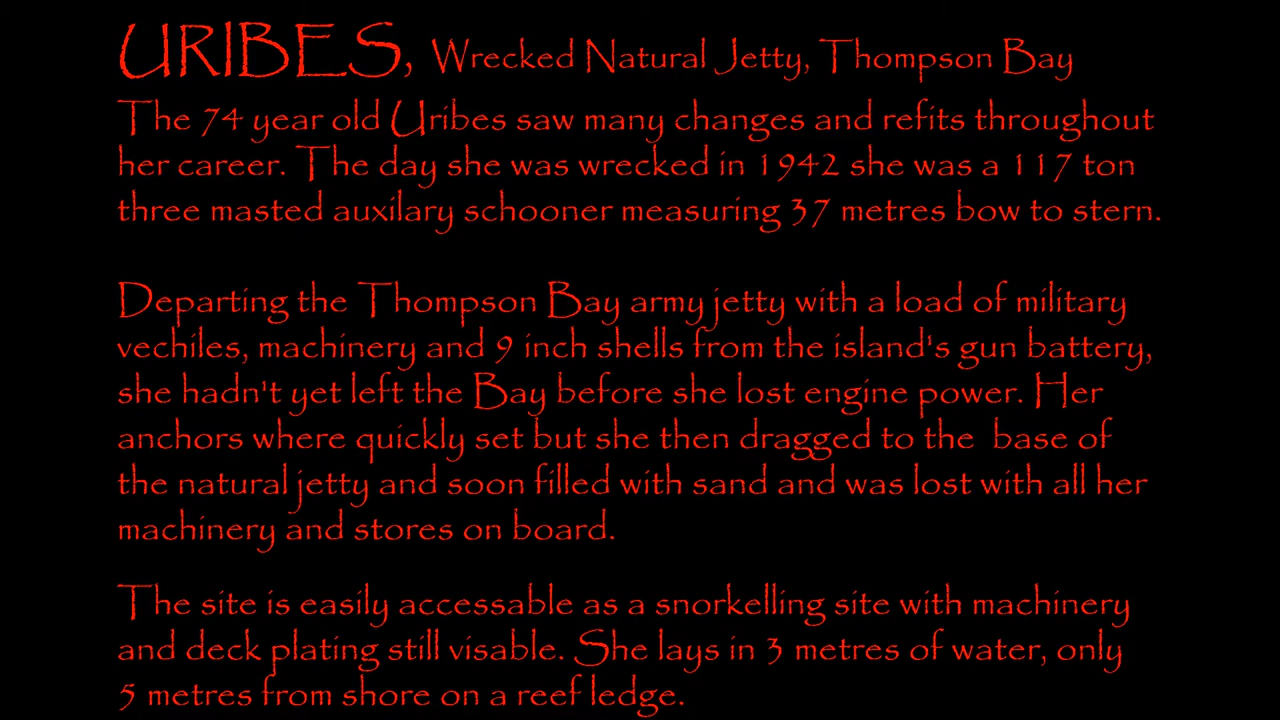 URIBES, Wrecked Natural Jetty, Thompson Bay
The 74 year old Uribes saw many changes and refits throughout
her career. The day she was wrecked in 1942 she was a 117 ton
three masted auxilary schooner measuring 37 metres bow to stern.
Departing the Thompson Bay army jetty with a load of military
vechiles, machinery and 9 inch shells from the island's gun battery,
she hadn't yet left the Bay before she lost engine power. Her
anchors where quickly set but she then dragged to the base of
the natural jetty and soon filled with sand and was lost with all her
machinery and stores on board.
The site is easily accessable as a snorkelling site with machinery
and deck plating still visable. She lays in 3 metres of water, only
5 metres from shore on a reef ledge.